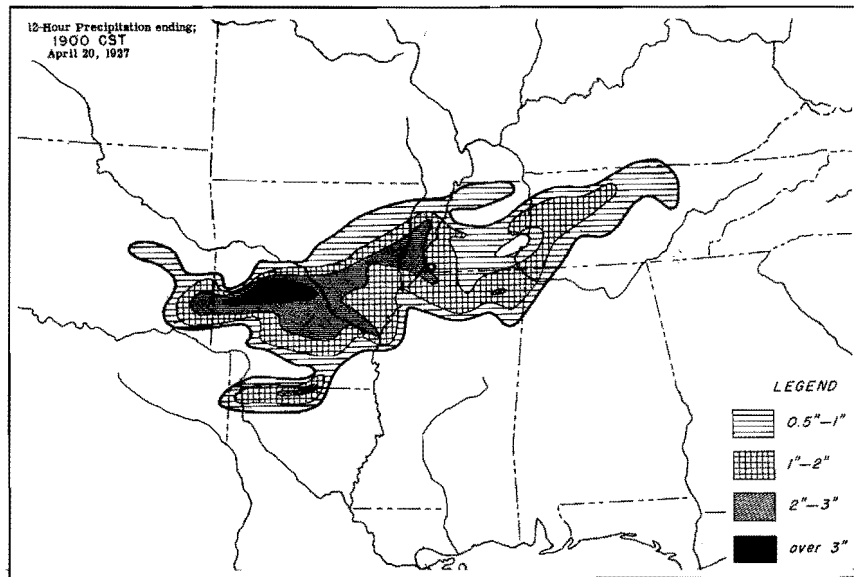 12-Hour Precipitation ending;
1900 CST
April 20, 1927
LEGEND
0.5"–1"
1"–2"
2"–3"
over 3"